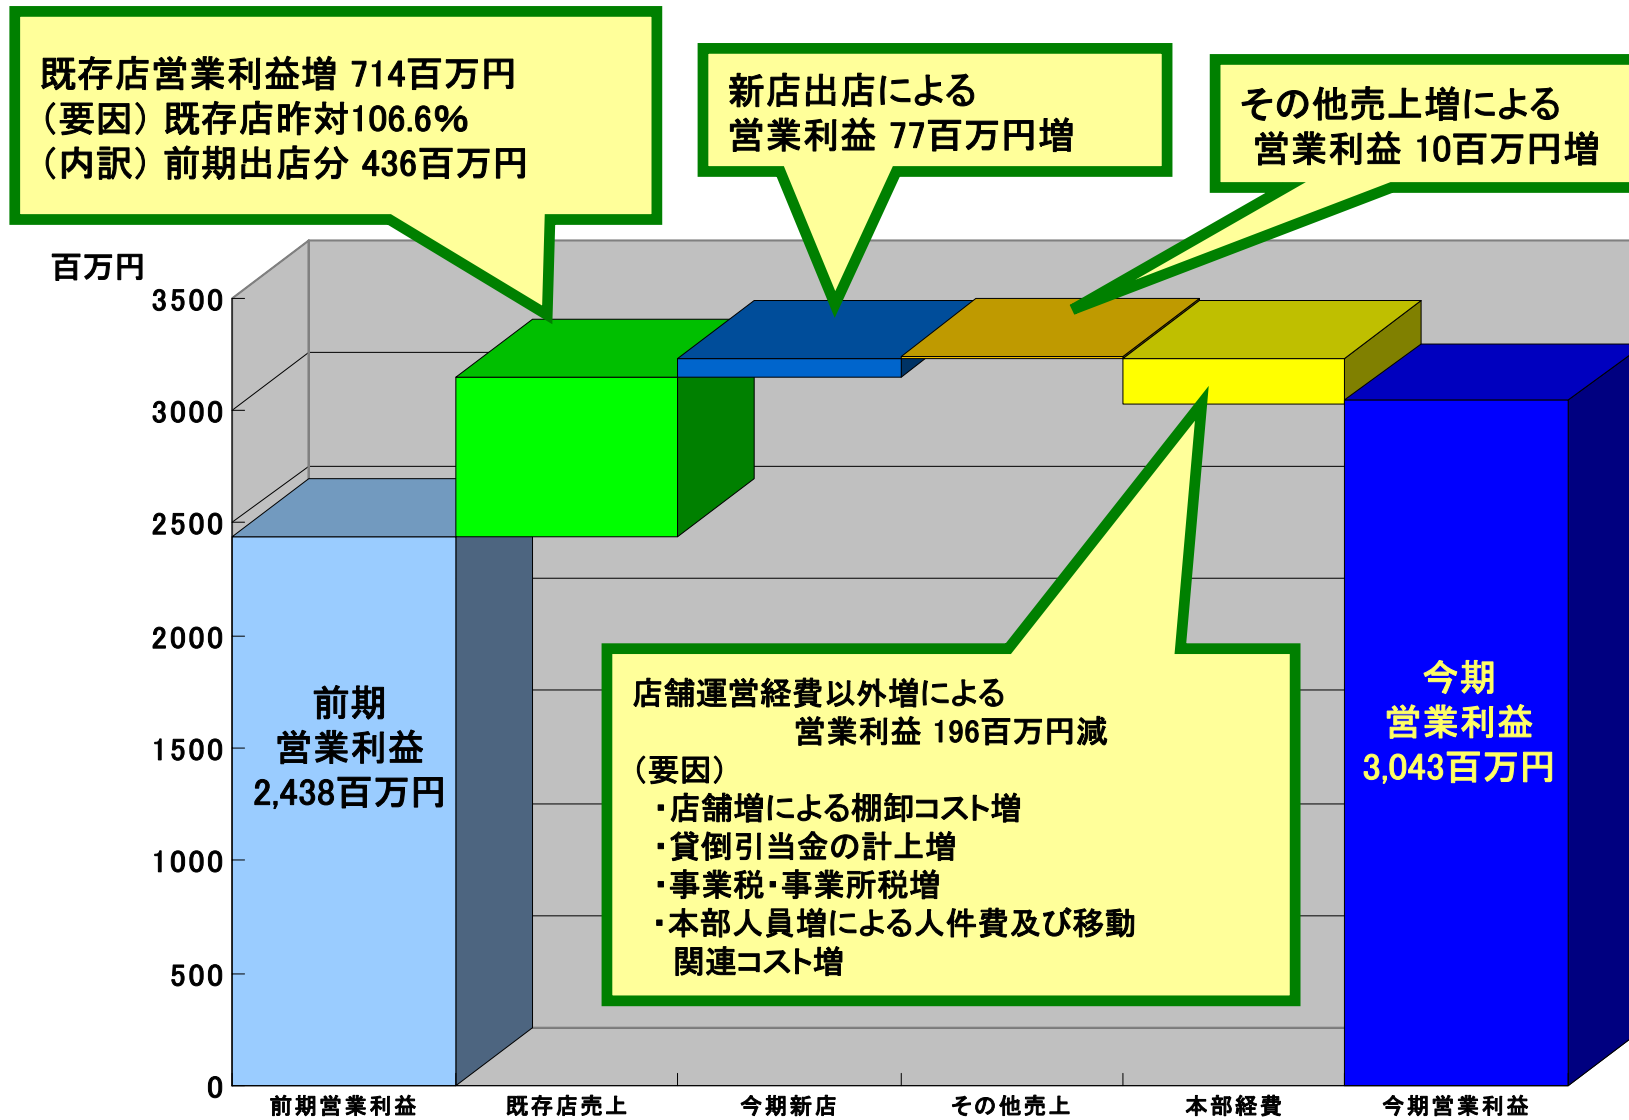 既存店営業利益増 714百万円
（要因） 既存店昨対106.6%
（内訳） 前期出店分 436百万円
新店出店による
営業利益 77百万円増
その他売上増による
営業利益 10百万円増
百万円
3500
3000
2500
2000
1500
1000
500
0
前期
営業利益
2,438百万円
店舗運営経費以外増による
営業利益 196百万円減
（要因）
・店舗増による棚卸コスト増
・貸倒引当金の計上増
・事業税・事業所税増
・本部人員増による人件費及び移動
関連コスト増
今期
営業利益
3,043百万円
前期営業利益
既存店売上
今期新店
その他売上
本部経費
今期営業利益